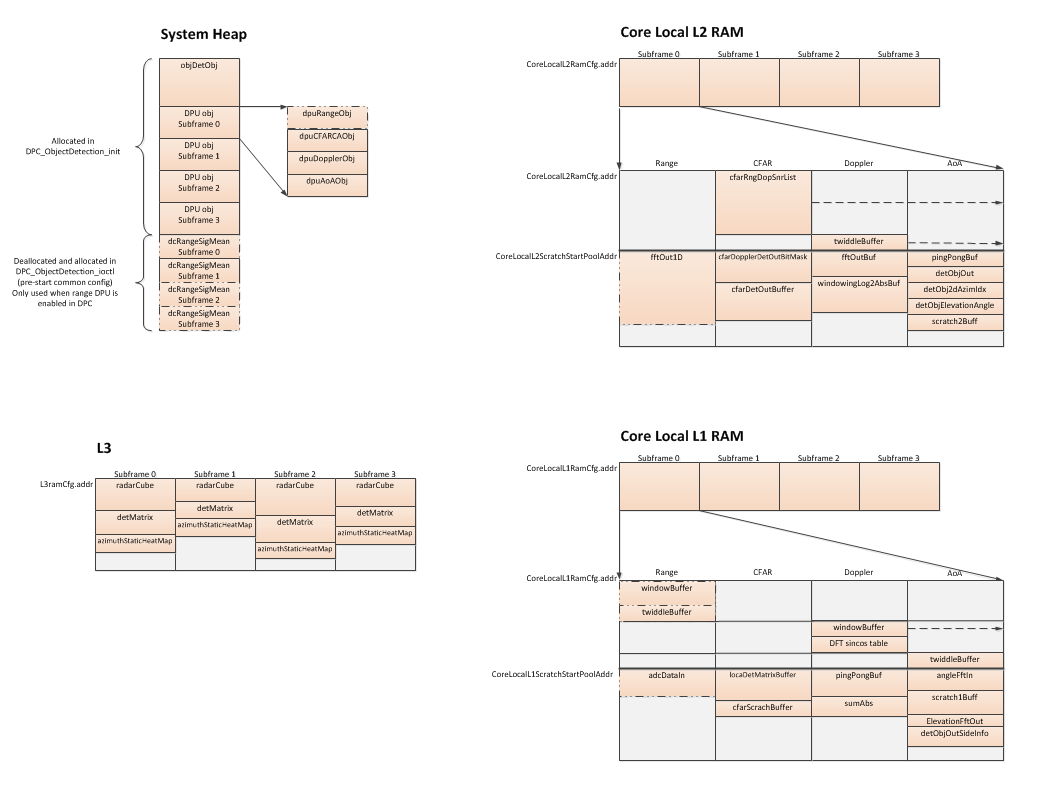 System Heap
objDetObj
DPU obj
Subframe 0
DPU obj
Subframe 1
DPU obj
Subframe 2
DPU obj
Subframe 3
dcRangeSigMean
Subframe 0
dcRangeSigMean
Subframe 1
dcRangeSigMean
Subframe 2
dcRangeSigMean
Subframe 3
Allocated in
DPC_ObjectDetection_init
Deallocated and allocated in
DPC_ObjectDetection_ioctl
(pre-start common config)
Only used when range DPU is
enabled in DPC
dpuRangeObj
dpuCFARCAObj
dpuDopplerObj
dpuAoAObj
Core Local L2 RAM
Subframe 0 Subframe 1 Subframe 2 Subframe 3
CoreLocalL2RamCfg.addr
Range CFAR Doppler AoA
CoreLocalL2RamCfg.addr
cfarRngDopSnrList
twiddleBuffer
CoreLocalL2ScratchStartPoolAddr
fftOut1D
cfarDopplerDetOutBitMask
cfarDetOutBuffer
fftOutBuf
windowingLog2AbsBuf
pingPongBuf
detObjOut
detObj2dAzimIdx
detObjElevationAngle
scratch2Buff
L3
Subframe 0 Subframe 1 Subframe 2 Subframe 3
L3ramCfg.addr
radarCube radarCube radarCube radarCube
detMatrix detMatrix detMatrix detMatrix
azimuthStaticHeatMap azimuthStaticHeatMap azimuthStaticHeatMap azimuthStaticHeatMap
Core Local L1 RAM
Subframe 0 Subframe 1 Subframe 2 Subframe 3
CoreLocalL1RamCfg.addr
Range CFAR Doppler AoA
CoreLocalL1RamCfg.addr
windowBuffer
twiddleBuffer
windowBuffer
DFT sincos table
twiddleBuffer
CoreLocalL1ScratchStartPoolAddr
adcDataIn
locaDetMatrixBuffer
cfarScrachBuffer
pingPongBuf
sumAbs
angleFftIn
scratch1Buff
ElevationFftOut
detObjOutSideInfo